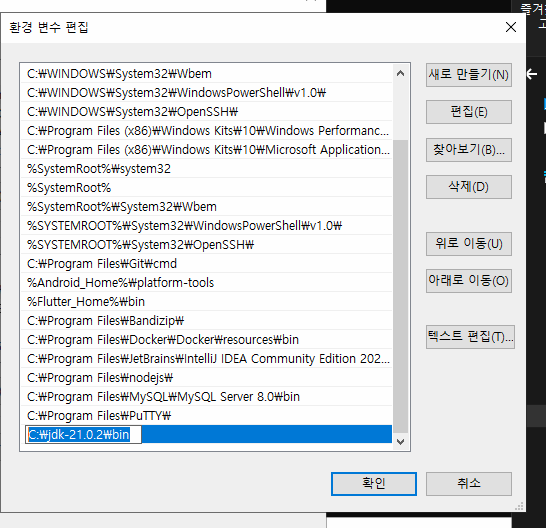 즐겨
고
환경 변수 편집
C:₩WINDOWS₩System32₩Wbem
C:₩WINDOWS₩System32₩WindowsPowerShell₩v1.0₩
C:₩WINDOWS₩System32₩OpenSSH₩
C:₩Program Files (x86)₩Windows Kits₩10₩Windows Performanc...
C:₩Program Files (x86)₩Windows Kits₩10₩Microsoft Application...
%SystemRoot%₩system32
%SystemRoot%
%SystemRoot%₩System32₩Wbem
%SYSTEMROOT%₩System32₩WindowsPowerShell₩v1.0₩
%SYSTEMROOT%₩System32₩OpenSSH₩
C:₩Program Files₩Git₩cmd
%Android_Home%₩platform-tools
%Flutter_Home%₩bin
C:₩Program Files₩Bandizip₩
C:₩Program Files₩Docker₩Docker₩resources₩bin
C:₩Program Files₩JetBrains₩IntelliJ IDEA Community Edition 202...
C:₩Program Files₩nodejs₩
C:₩Program Files₩MySQL₩MySQL Server 8.0₩bin
C:₩Program Files₩PuTTY₩
C:₩jdk-21.0.2₩bin
새로 만들기(N)
편집(E)
찾아보기(B)...
삭제(D)
위로 이동(U)
아래로 이동(O)
텍스트 편집(T)...
확인
취소